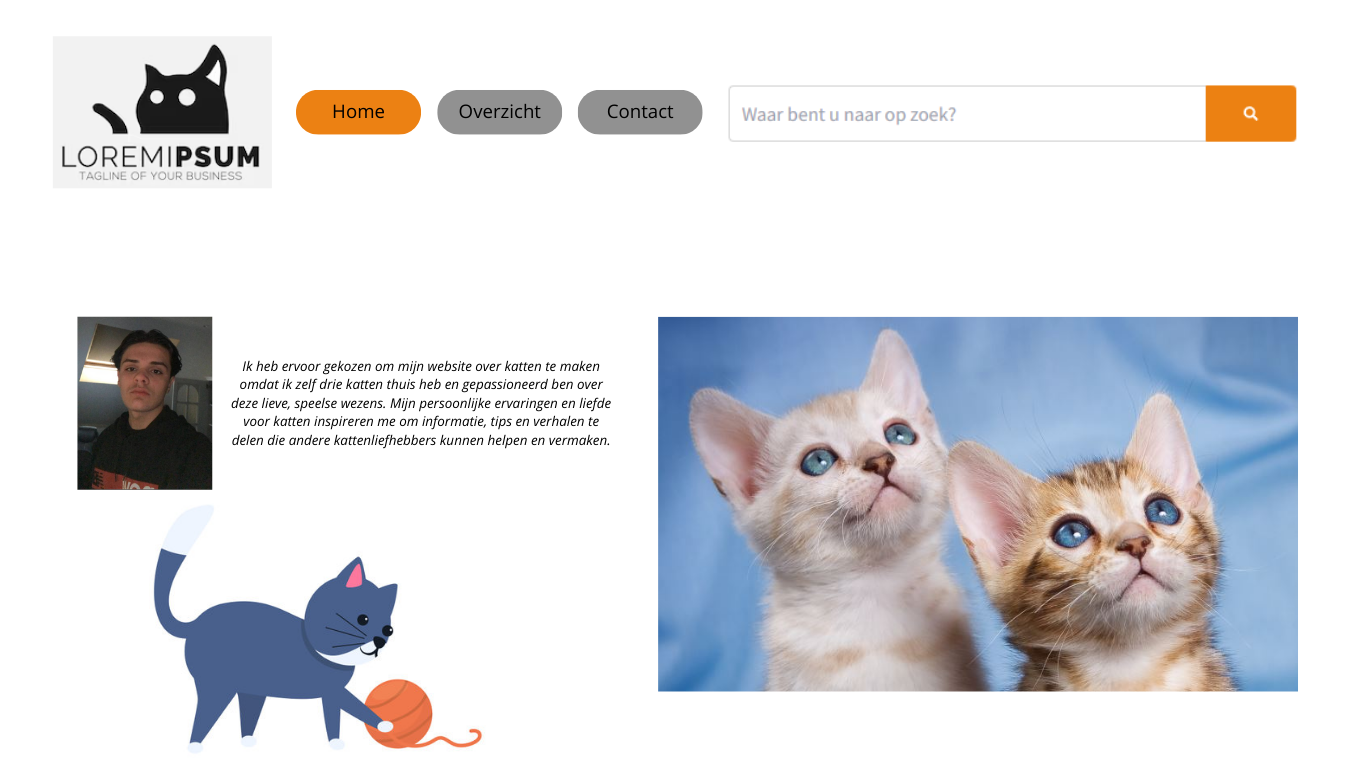 LOREMIPSUM
TAGLINE OF YOUR BUSINESS
Home
Overzicht
Contact
Waar bent u naar op zoek?
Ik heb ervoor gekozen om mijn website over katten te maken
omdat ik zelf drie katten thuis heb en gepassioneerd ben over
deze lieve, speelse wezens. Mijn persoonlijke ervaringen en liefde
voor katten inspireren me om informatie, tips en verhalen te
delen die andere kattenliefhebbers kunnen helpen en vermaken.